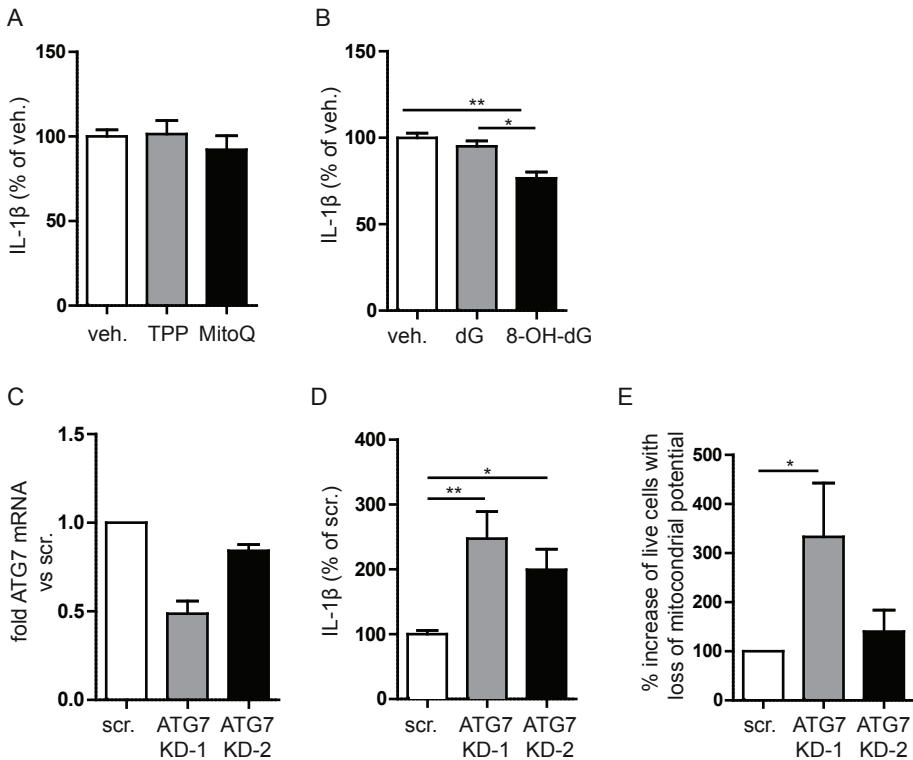 A
IL-1β (% of veh.)
150
100
50
0
veh. TPP MitoQ
B
IL-1β (% of veh.)
150
100
50
0
**
*
veh. dG 8-OH-dG
C
fold ATG7 mRNA
vs scr.
1.5
1.0
0.5
0.0
scr. ATG7 ATG7
KD-1 KD-2
D
IL-1β (% of scr.)
400
300
200
100
0
*
**
scr. ATG7 ATG7
KD-1 KD-2
E
% increase of live cells with
loss of mitocondrial potential
500
400
300
200
100
0
*
scr. ATG7 ATG7
KD-1 KD-2